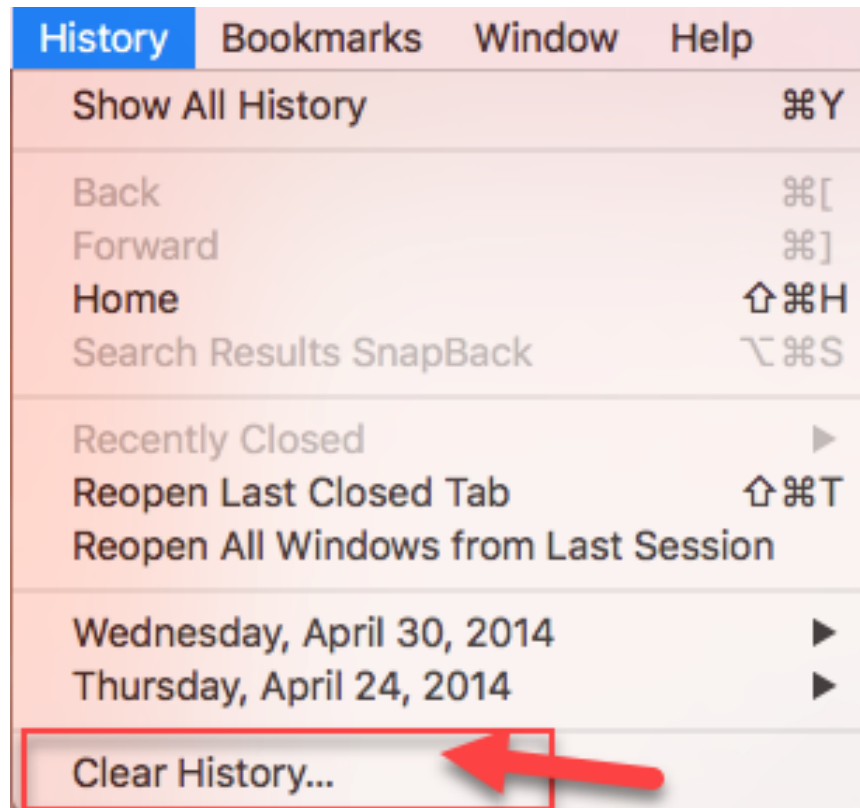 History Bookmarks Window Help
Show All History ⌘Y
Back ⌘[
Forward ⌘]
Home ⇧⌘H
Search Results SnapBack ⌥⌘S
Recently Closed ▶
Reopen Last Closed Tab ⇧⌘T
Reopen All Windows from Last Session
Wednesday, April 30, 2014 ▶
Thursday, April 24, 2014 ▶
Clear History...